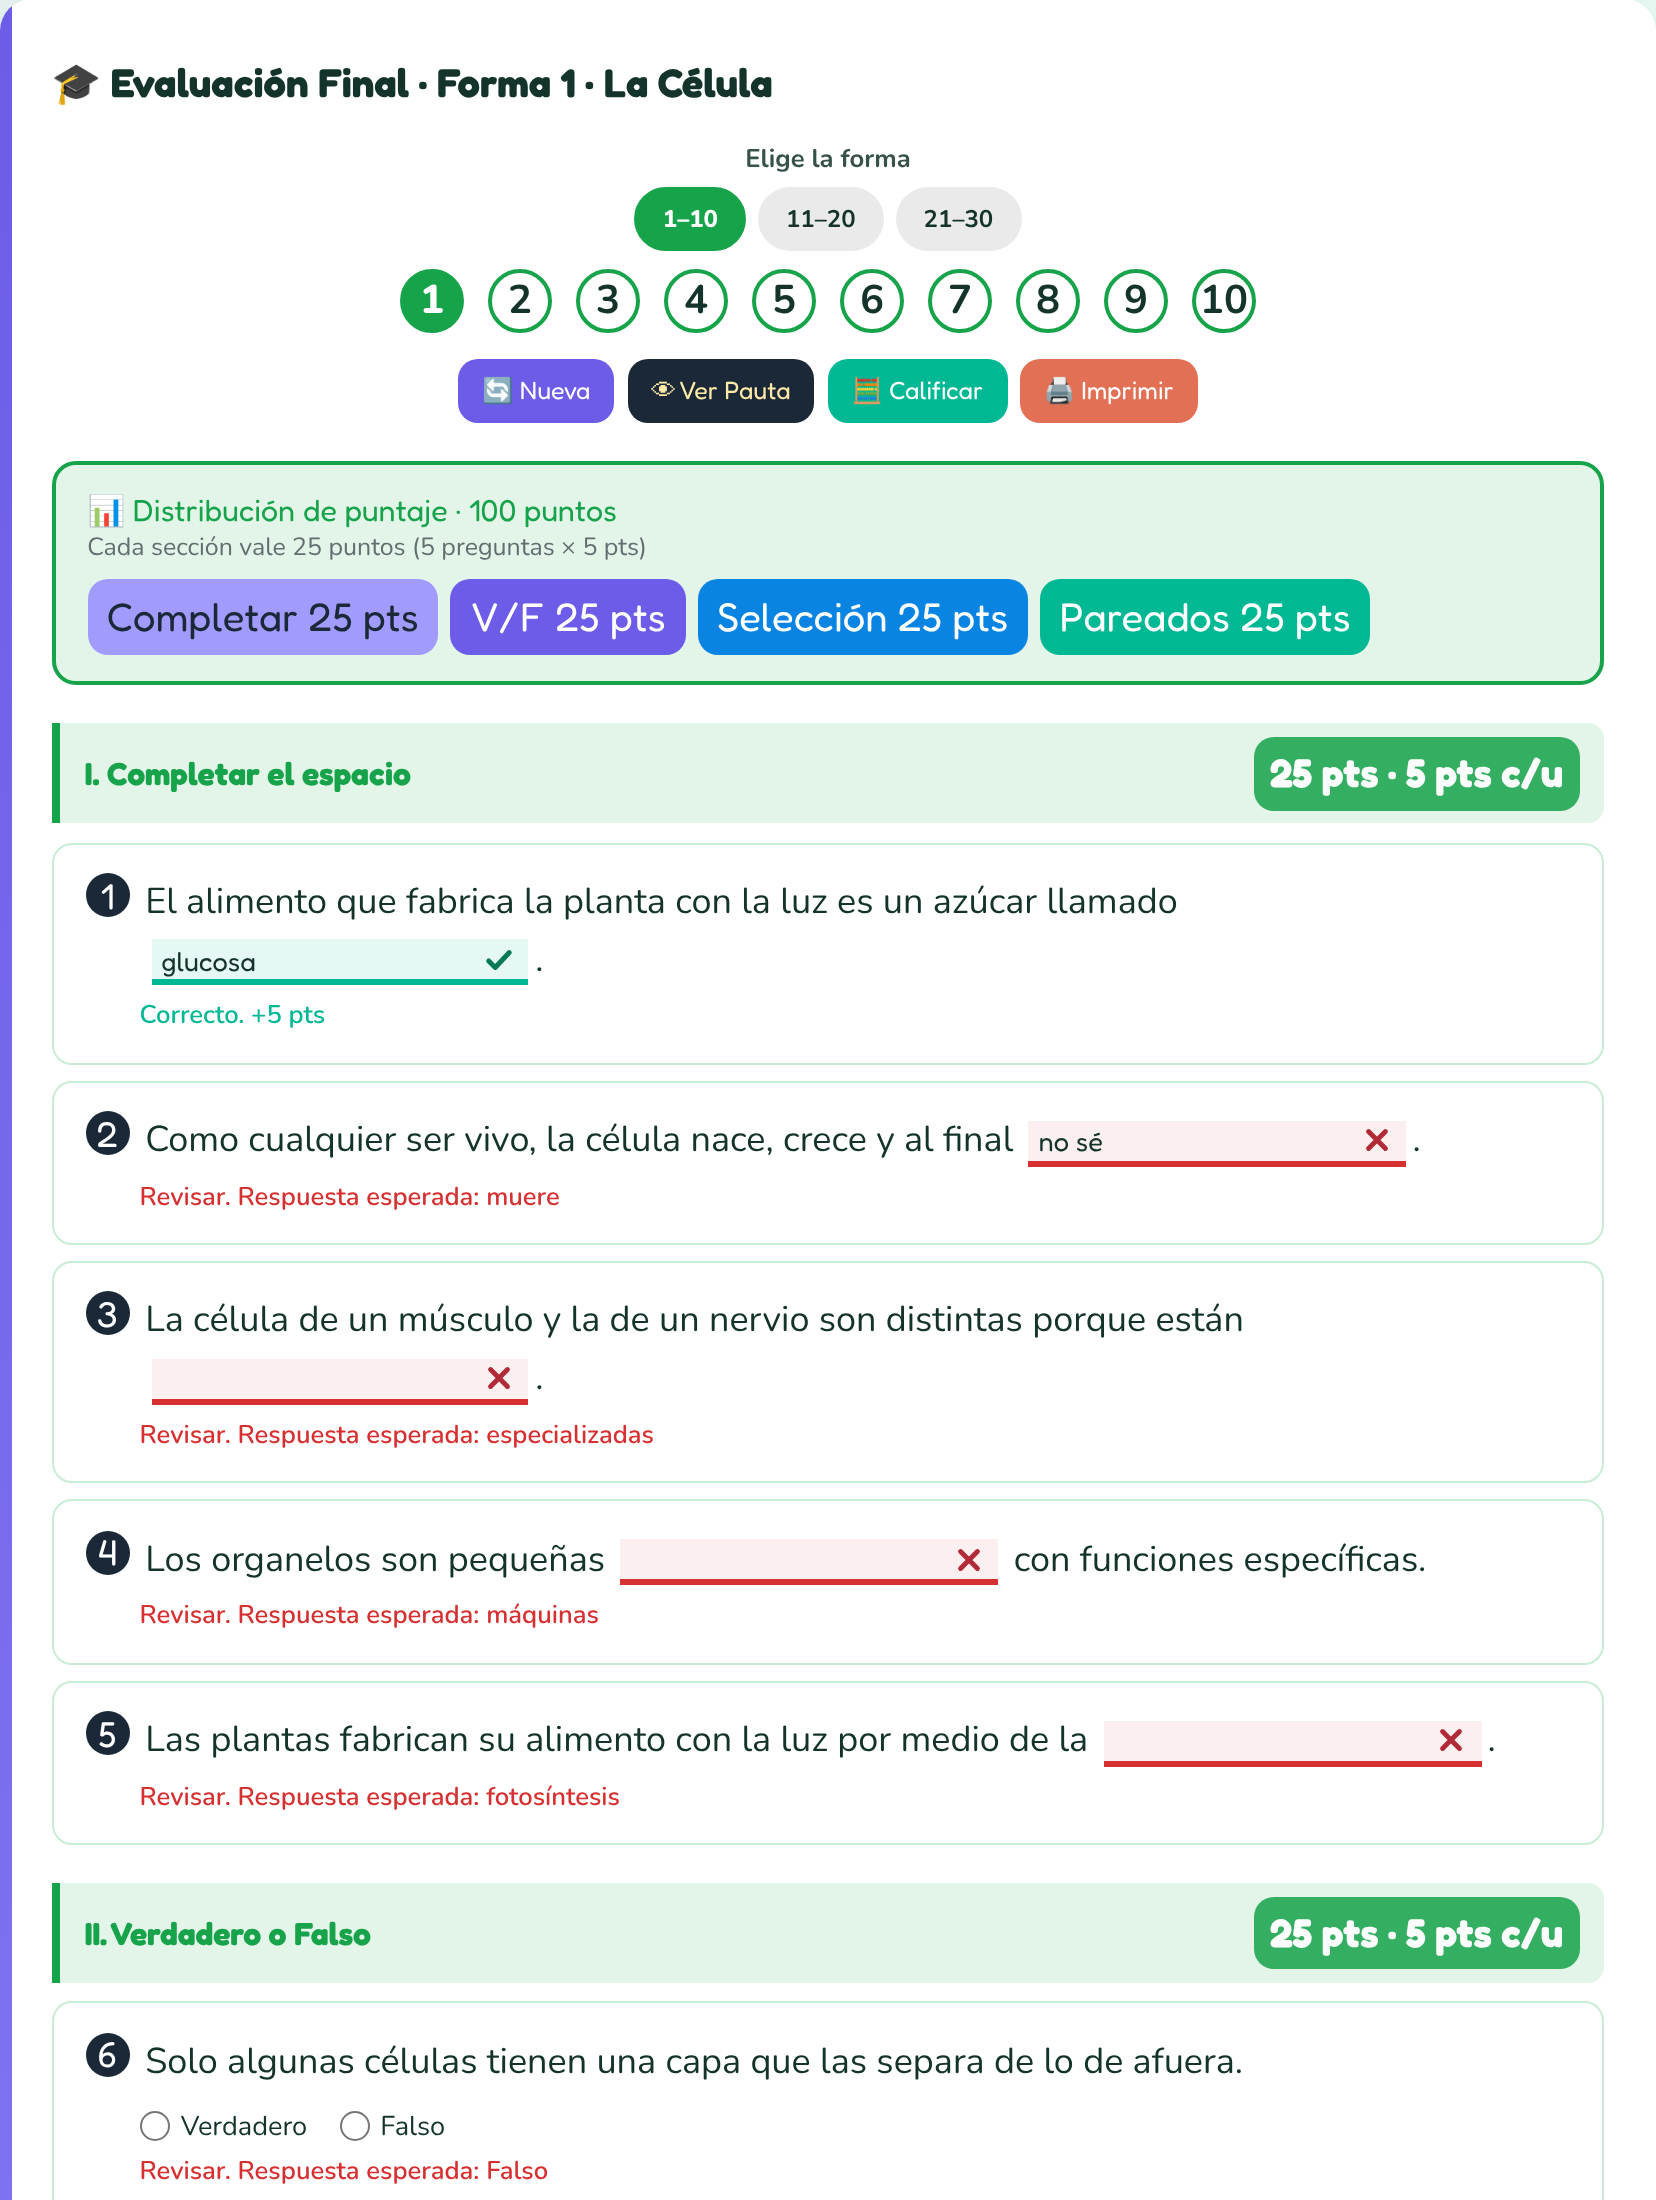 🎓 Evaluación Final · Forma 1 · La Célula
Elige la forma
1–10 11–20 21–30
1 2 3 4 5 6 7 8 9 10
🔄 Nueva 👁 Ver Pauta 🧮 Calificar 🖨️ Imprimir
📊 Distribución de puntaje · 100 puntos
Cada sección vale 25 puntos (5 preguntas × 5 pts)
Completar 25 pts V/F 25 pts Selección 25 pts Pareados 25 pts
I. Completar el espacio 25 pts · 5 pts c/u
1 El alimento que fabrica la planta con la luz es un azúcar llamado
glucosa .
Correcto. +5 pts
2 Como cualquier ser vivo, la célula nace, crece y al final no sé .
Revisar. Respuesta esperada: muere
3 La célula de un músculo y la de un nervio son distintas porque están
.
Revisar. Respuesta esperada: especializadas
4 Los organelos son pequeñas con funciones específicas.
Revisar. Respuesta esperada: máquinas
5 Las plantas fabrican su alimento con la luz por medio de la .
Revisar. Respuesta esperada: fotosíntesis
II. Verdadero o Falso 25 pts · 5 pts c/u
6 Solo algunas células tienen una capa que las separa de lo de afuera.
Verdadero Falso
Revisar. Respuesta esperada: Falso